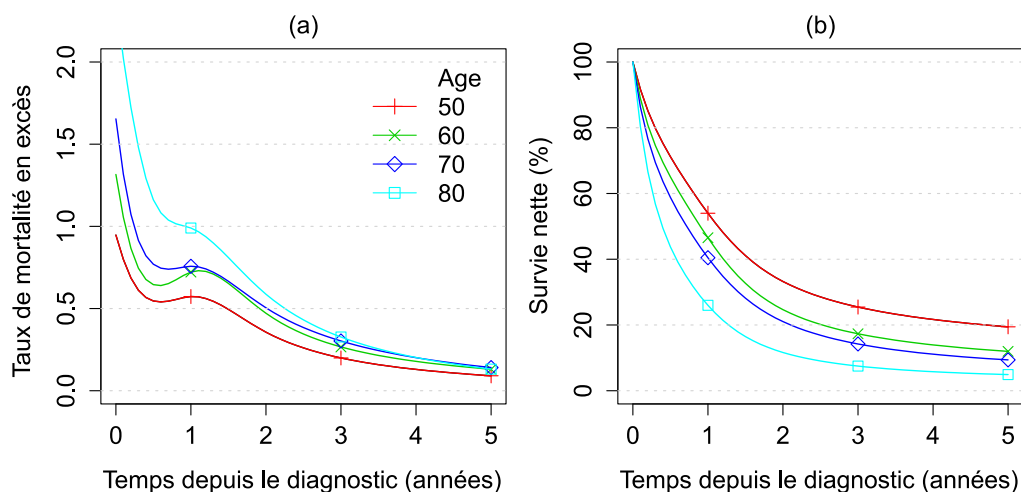 (a)
Taux de mortalité en excès
2.0
1.5
1.0
0.5
0.0
Age
50
60
70
80
0 1 2 3 4 5
Temps depuis le diagnostic (années)
(b)
Survie nette (%)
100
80
60
40
20
0
0 1 2 3 4 5
Temps depuis le diagnostic (années)